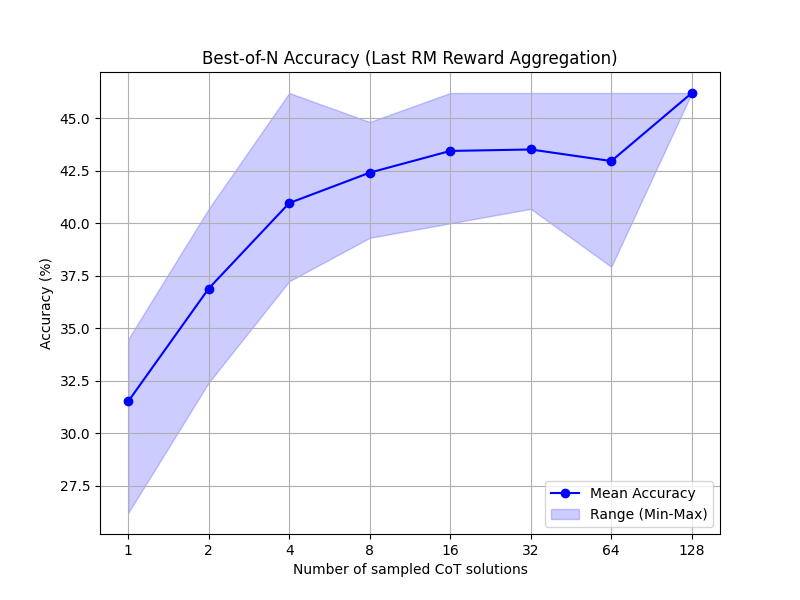 Best-of-N Accuracy (Last RM Reward Aggregation)
Accuracy (%)
45.0
42.5
40.0
37.5
35.0
32.5
30.0
27.5
Mean Accuracy
Range (Min-Max)
1 2 4 8 16 32 64 128
Number of sampled CoT solutions